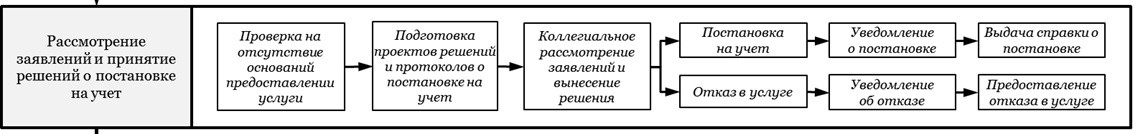 Рассмотрение
заявлений и принятие
решений о постановке
на учет
Проверка на
отсутствие
оснований
предоставлении
услуги
Подготовка
проектов решений
и протоколов о
постановке на
учет
Коллегиальное
рассмотрение
заявлений и
вынесение
решения
Постановка
на учет
Уведомление
о постановке
Выдача справки о
постановке
Отказ в услуге
Уведомление
об отказе
Предоставление
отказа в услуге